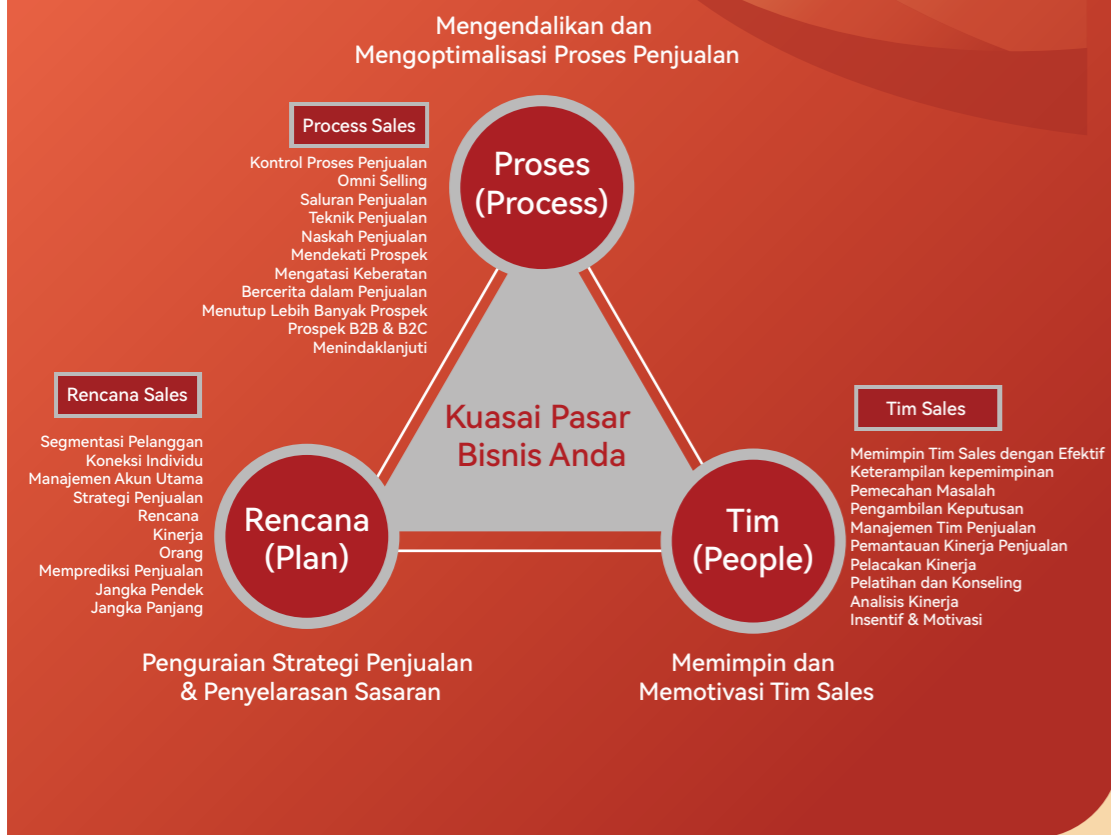 Mengendalikan dan
Mengoptimalisasi Proses Penjualan
Process Sales
Kontrol Proses Penjualan
Omni Selling
Saluran Penjualan
Teknik Penjualan
Naskah Penjualan
Mendekati Prospek
Mengatasi Keberatan
Bercerita dalam Penjualan
Menutup Lebih Banyak Prospek
Prospek B2B & B2C
Menindaklanjuti
Proses
(Process)
Kuasai Pasar
Bisnis Anda
Rencana Sales
Segmentasi Pelanggan
Koneksi Individu
Manajemen Akun Utama
Strategi Penjualan
Rencana
Kinerja
Orang
Memprediksi Penjualan
Jangka Pendek
Jangka Panjang
Rencana
(Plan)
Penguraian Strategi Penjualan
& Penyelarasan Sasaran
Tim Sales
Tim
(People)
Memimpin Tim Sales dengan Efektif
Keterampilan kepemimpinan
Pemecahan Masalah
Pengambilan Keputusan
Manajemen Tim Penjualan
Pemantauan Kinerja Penjualan
Pelacakan Kinerja
Pelatihan dan Konseling
Analisis Kinerja
Insentif & Motivasi
Memimpin dan
Memotivasi Tim Sales